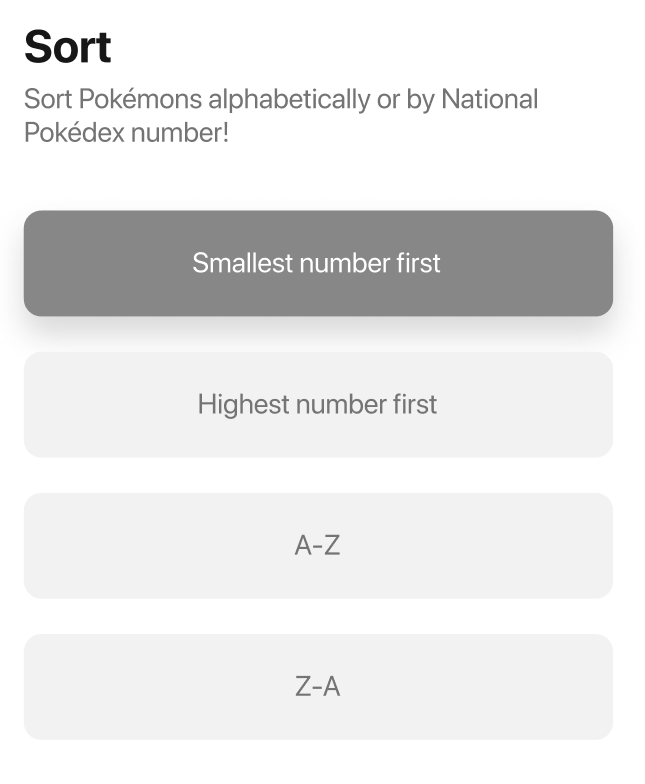 Sort
Sort Pokémons alphabetically or by National
Pokédex number!
Smallest number first
Highest number first
A-Z
Z-A